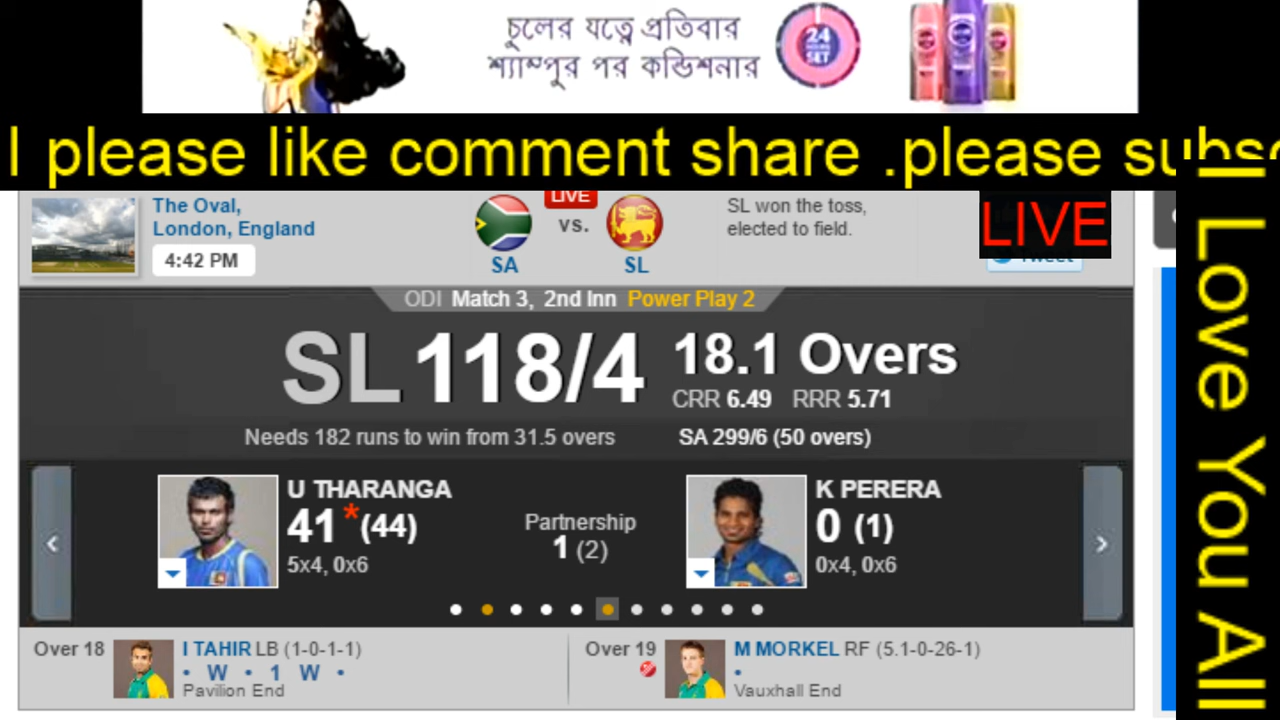 চুলের যত্নে প্রতিবার
শ্যাম্পুর পর কন্ডিশনার
24
HOURS
SET
I please like comment share .please subsc
The Oval,
London, England
4:42 PM
LIVE
vs.
SA
SL
SL won the toss,
elected to field.
LIVE
Tweet
ODI Match 3, 2nd Inn Power Play 2
SL 118/4
18.1 Overs
CRR 6.49 RRR 5.71
Needs 182 runs to win from 31.5 overs
SA 299/6 (50 overs)
U THARANGA
41*(44)
5x4, 0x6
Partnership
1 (2)
K PERERA
0 (1)
0x4, 0x6
Over 18
I TAHIR LB (1-0-1-1)
• W • 1 W •
Pavilion End
Over 19
M MORKEL RF (5.1-0-26-1)
•
Vauxhall End
I Love You All